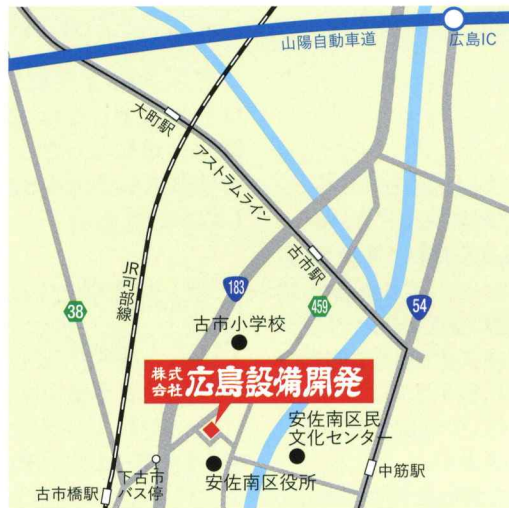 山陽自動車道
広島IC
大町駅
アストラムライン
古市駅
JR可部線
183
38
459
54
古市小学校
株式
会社
広島設備開発
安佐南区民
文化センター
下古市
バス停
安佐南区役所
中筋駅
古市橋駅